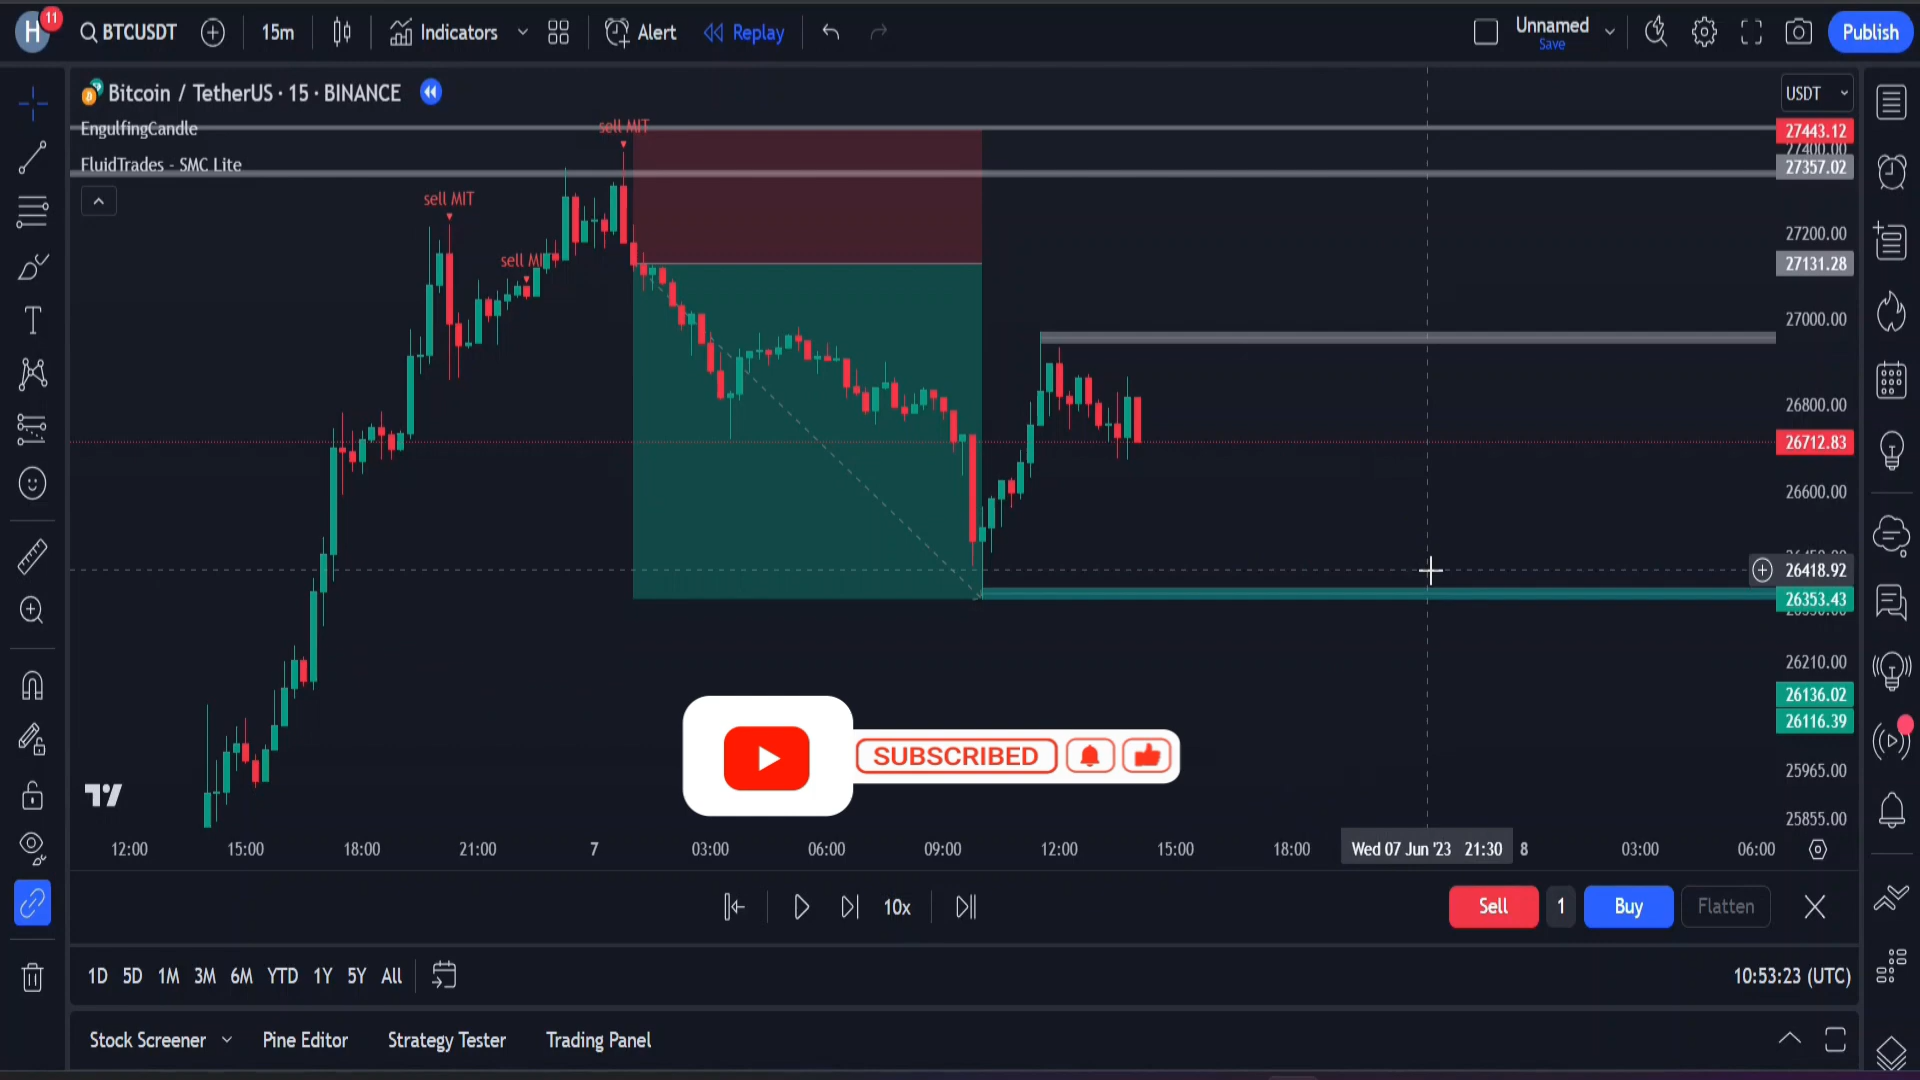 H
11
BTCUSDT
15m
Indicators
Alert
Replay
Unnamed
Save
Publish
Bitcoin / TetherUS · 15 · BINANCE
USDT
EngulfingCandle
FluidTrades - SMC Lite
sell MIT
sell MIT
sell MI
27443.12
27400.00
27357.02
27200.00
27131.28
27000.00
26800.00
26712.83
26600.00
26418.92
26353.43
26210.00
26136.02
26116.39
25965.00
25855.00
SUBSCRIBED
12:00
15:00
18:00
21:00
7
03:00
06:00
09:00
12:00
15:00
18:00
Wed 07 Jun '23 21:30
8
03:00
06:00
10x
Sell
1
Buy
Flatten
1D 5D 1M 3M 6M YTD 1Y 5Y All
10:53:23 (UTC)
Stock Screener
Pine Editor
Strategy Tester
Trading Panel